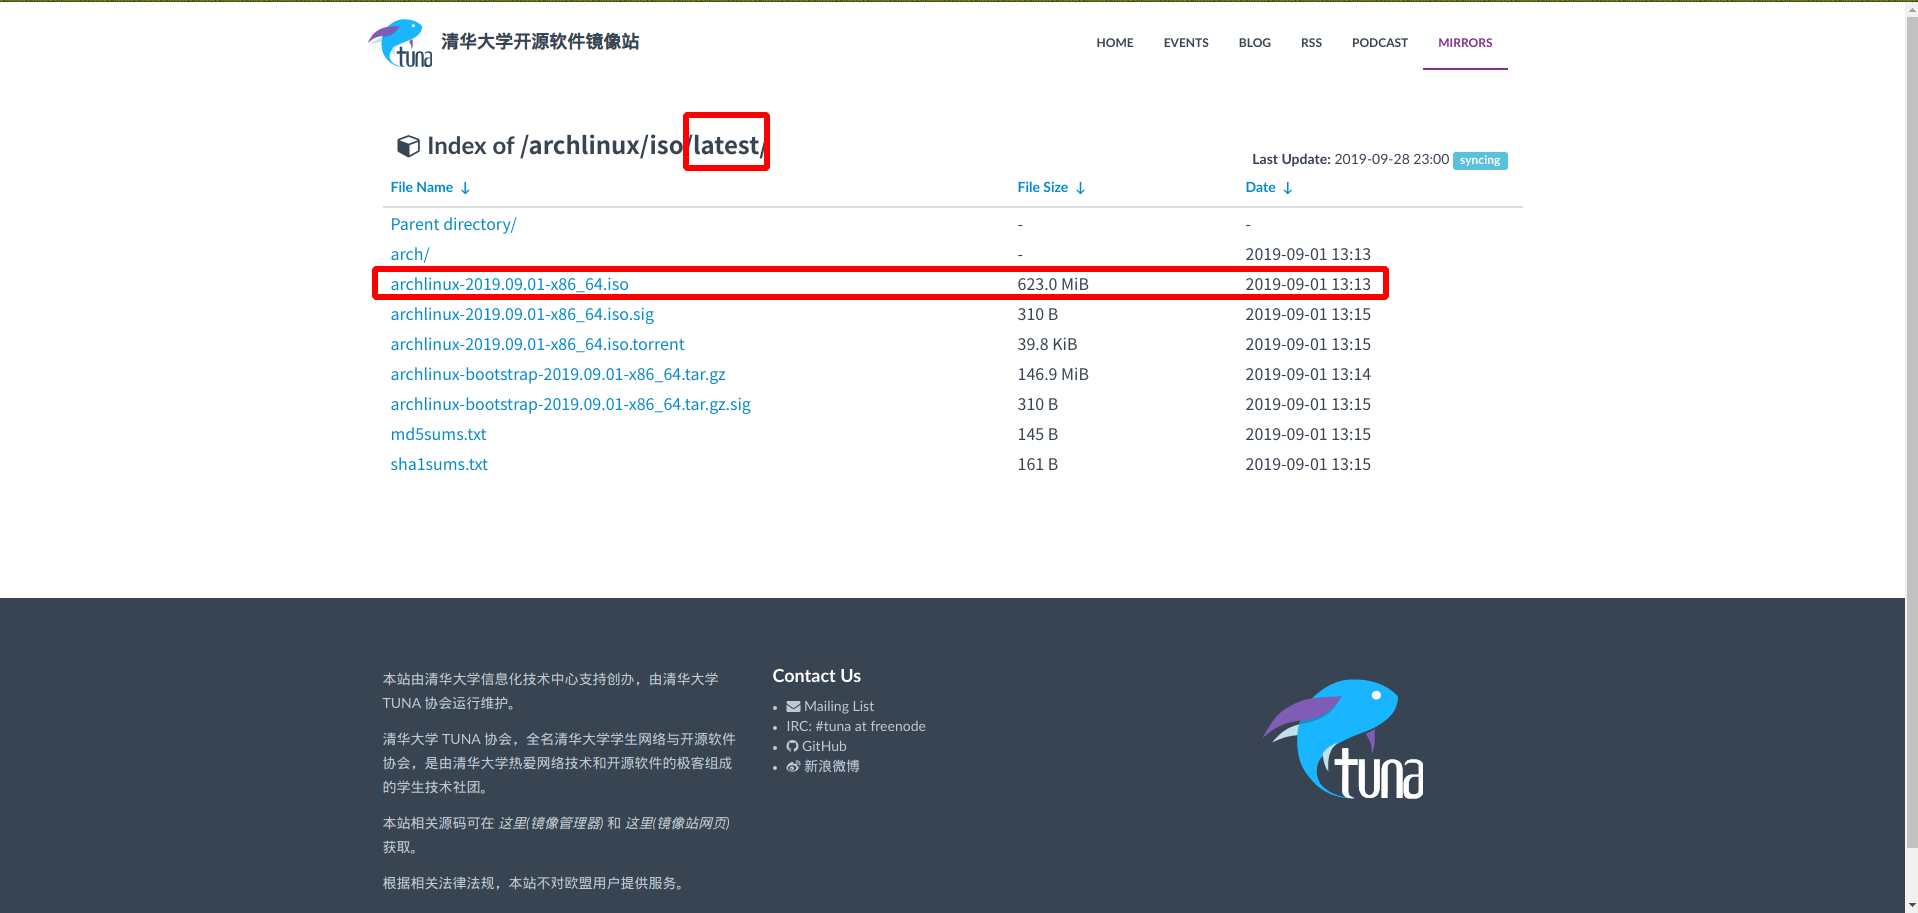 tuna 清华大学开源软件镜像站 HOME EVENTS BLOG RSS PODCAST MIRRORS
Index of /archlinux/iso/latest/
Last Update: 2019-09-28 23:00 syncing
File Name ↓ File Size ↓ Date ↓
Parent directory/ - -
arch/ - 2019-09-01 13:13
archlinux-2019.09.01-x86_64.iso 623.0 MiB 2019-09-01 13:13
archlinux-2019.09.01-x86_64.iso.sig 310 B 2019-09-01 13:15
archlinux-2019.09.01-x86_64.iso.torrent 39.8 KiB 2019-09-01 13:15
archlinux-bootstrap-2019.09.01-x86_64.tar.gz 146.9 MiB 2019-09-01 13:14
archlinux-bootstrap-2019.09.01-x86_64.tar.gz.sig 310 B 2019-09-01 13:15
md5sums.txt 145 B 2019-09-01 13:15
sha1sums.txt 161 B 2019-09-01 13:15
本站由清华大学信息化技术中心支持创办，由清华大学
TUNA 协会运行维护。
清华大学 TUNA 协会，全名清华大学学生网络与开源软件
协会，是由清华大学热爱网络技术和开源软件的极客组成
的学生技术社团。
本站相关源码可在 这里(镜像管理器) 和 这里(镜像站网页)
获取。
根据相关法律法规，本站不对欧盟用户提供服务。
Contact Us
• Mailing List
• IRC: #tuna at freenode
• GitHub
• 新浪微博
tuna